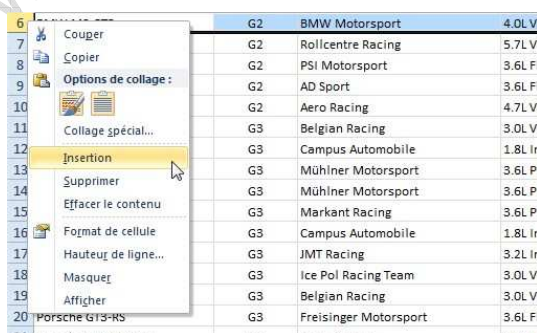 6 G2 BMW Motorsport 4.0L V
7 Couper G2 Rollcentre Racing 5.7L V
8 Copier G2 PSI Motorsport 3.6L F
9 Options de collage : G2 AD Sport 3.6L F
10 G2 Aero Racing 4.7L V
11 Collage spécial... G3 Belgian Racing 3.0L V
12 Insertion G3 Campus Automobile 1.8L In
13 Supprimer G3 Mühlner Motorsport 3.6L P
14 Effacer le contenu G3 Mühlner Motorsport 3.6L P
15 G3 Markant Racing 3.6L P
16 Format de cellule G3 Campus Automobile 1.8L In
17 Hauteur de ligne... G3 JMT Racing 3.2L In
18 Masquer G3 Ice Pol Racing Team 3.0L V
19 Afficher G3 Belgian Racing 3.0L V
20 Porsche GT3-RS G3 Freisinger Motorsport 3.6L F